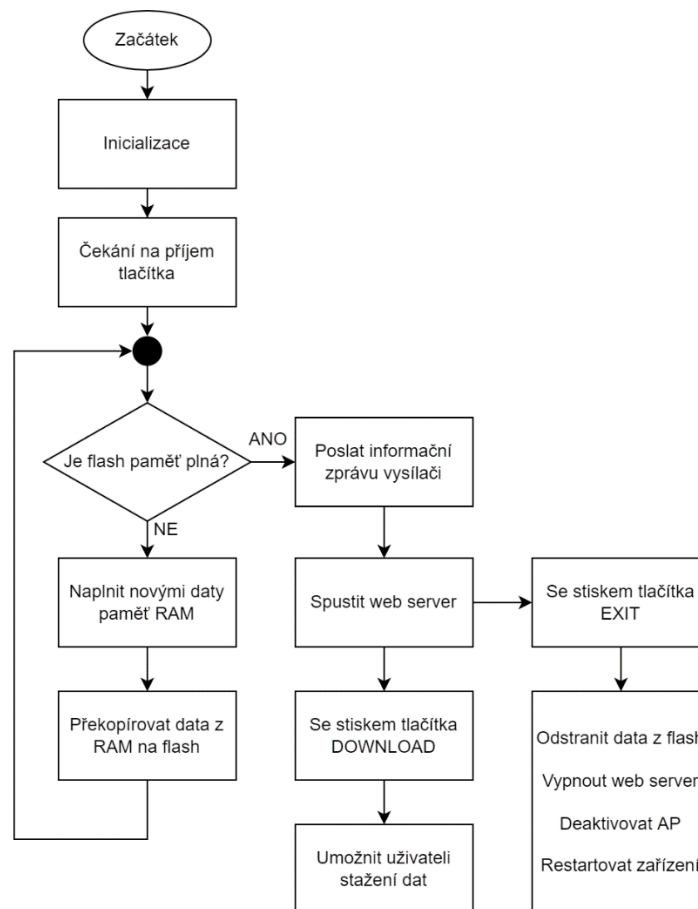 Začátek
Inicializace
Čekání na příjem
tlačítka
Je flash paměť plná?
ANO
NE
Poslat informační
zprávu vysílači
Naplnit novými daty
paměť RAM
Spustit web server
Se stiskem tlačítka
EXIT
Překopírovat data z
RAM na flash
Se stiskem tlačítka
DOWNLOAD
Odstranit data z flash
Vypnout web server
Deaktivovat AP
Restartovat zařízení
Umožnit uživateli
stažení dat